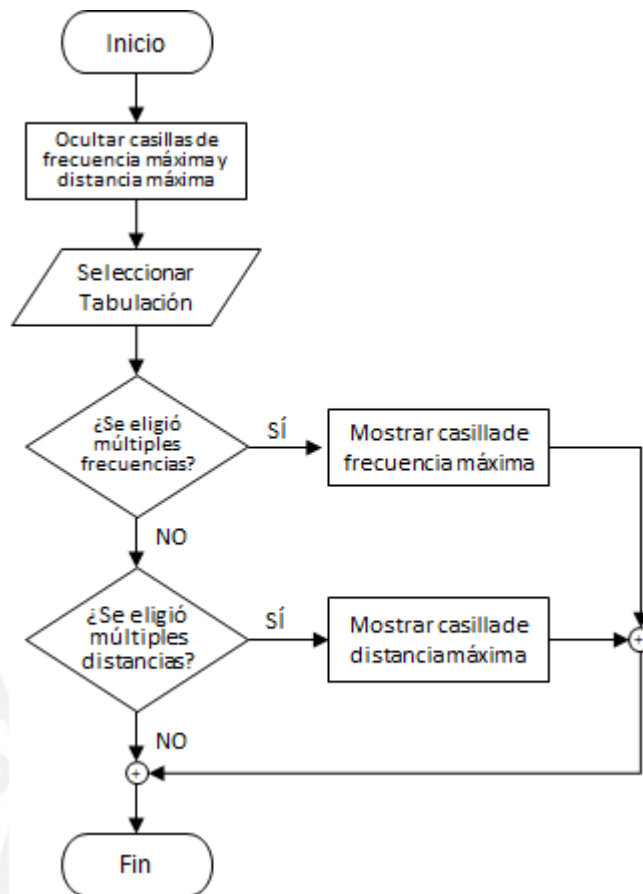 Inicio
Ocultar casillas de
frecuencia máxima y
distancia máxima
Seleccionar
Tabulación
¿Se eligió
múltiples
frecuencias?
SÍ
Mostrar casilla de
frecuencia máxima
NO
¿Se eligió
múltiples
distancias?
SÍ
Mostrar casilla de
distancia máxima
+
NO
+
Fin